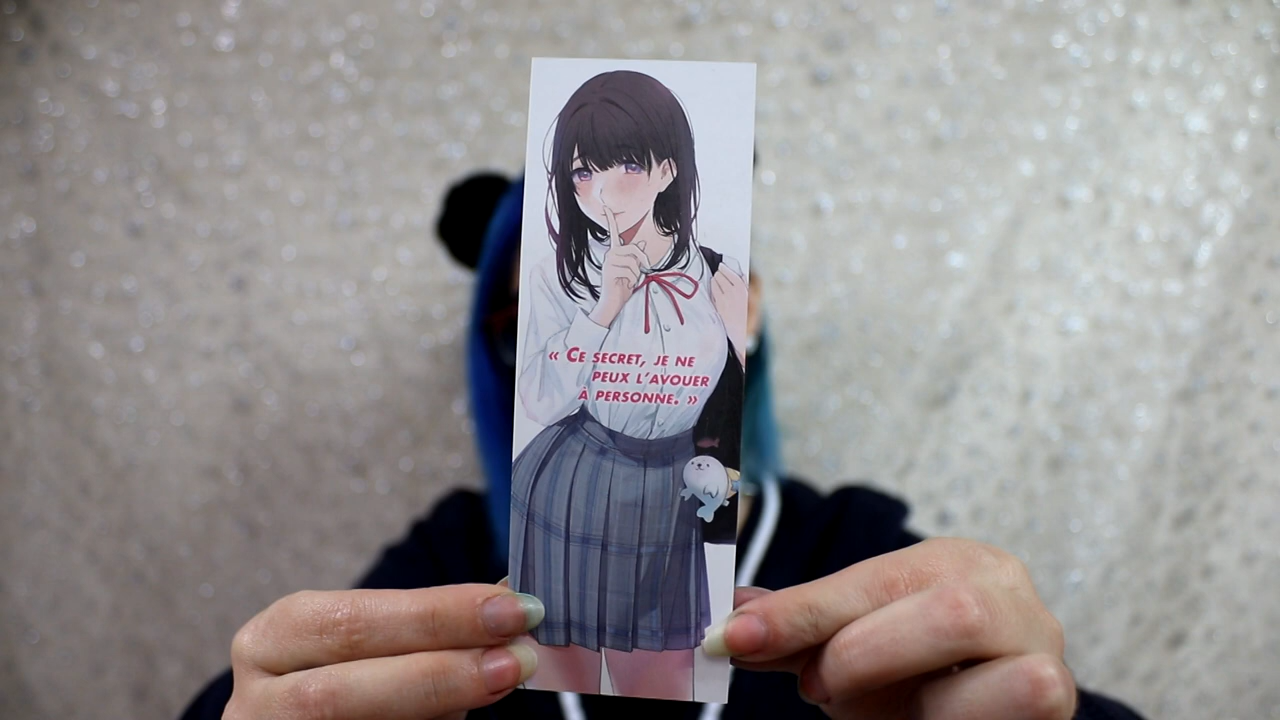 « Ce secret, je ne
peux l'avouer
à personne. »